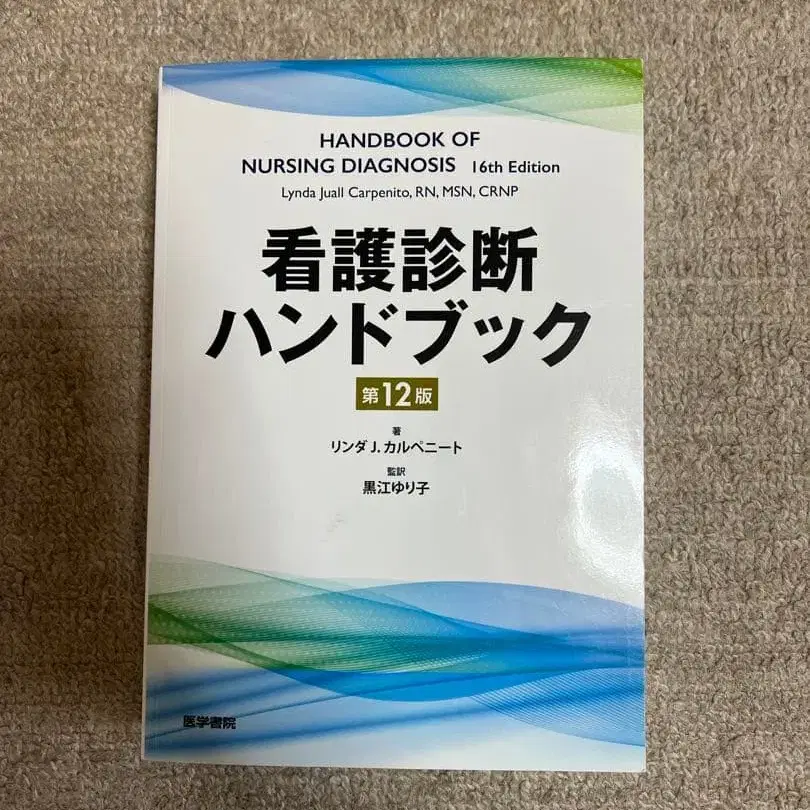 HANDBOOK OF
NURSING DIAGNOSIS 16th Edition
Lynda Juall Carpenito, RN, MSN, CRNP
看護診断
ハンドブック
第12版
著
リンダ J. カルペニート
監訳
黒江ゆり子
医学書院